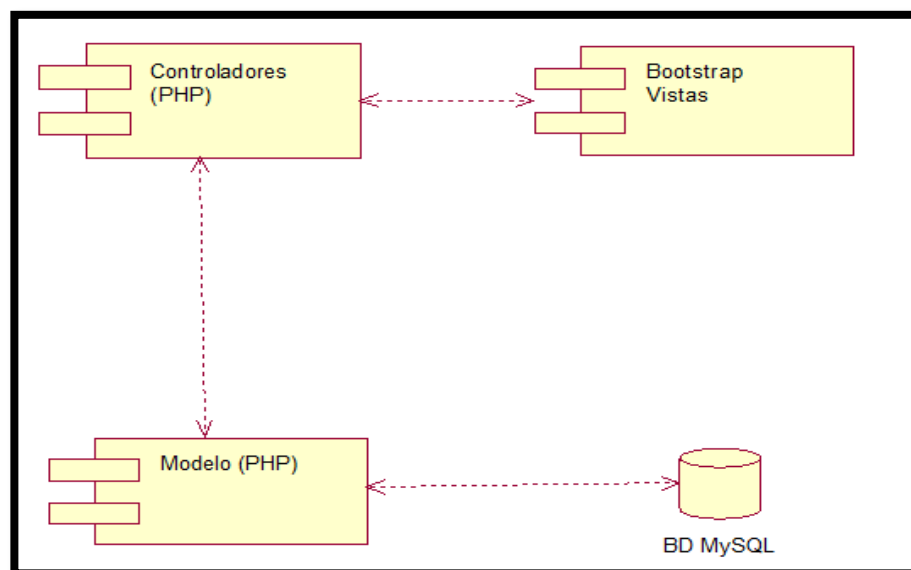 Controladores
(PHP)
Bootstrap
Vistas
Modelo (PHP)
BD MySQL